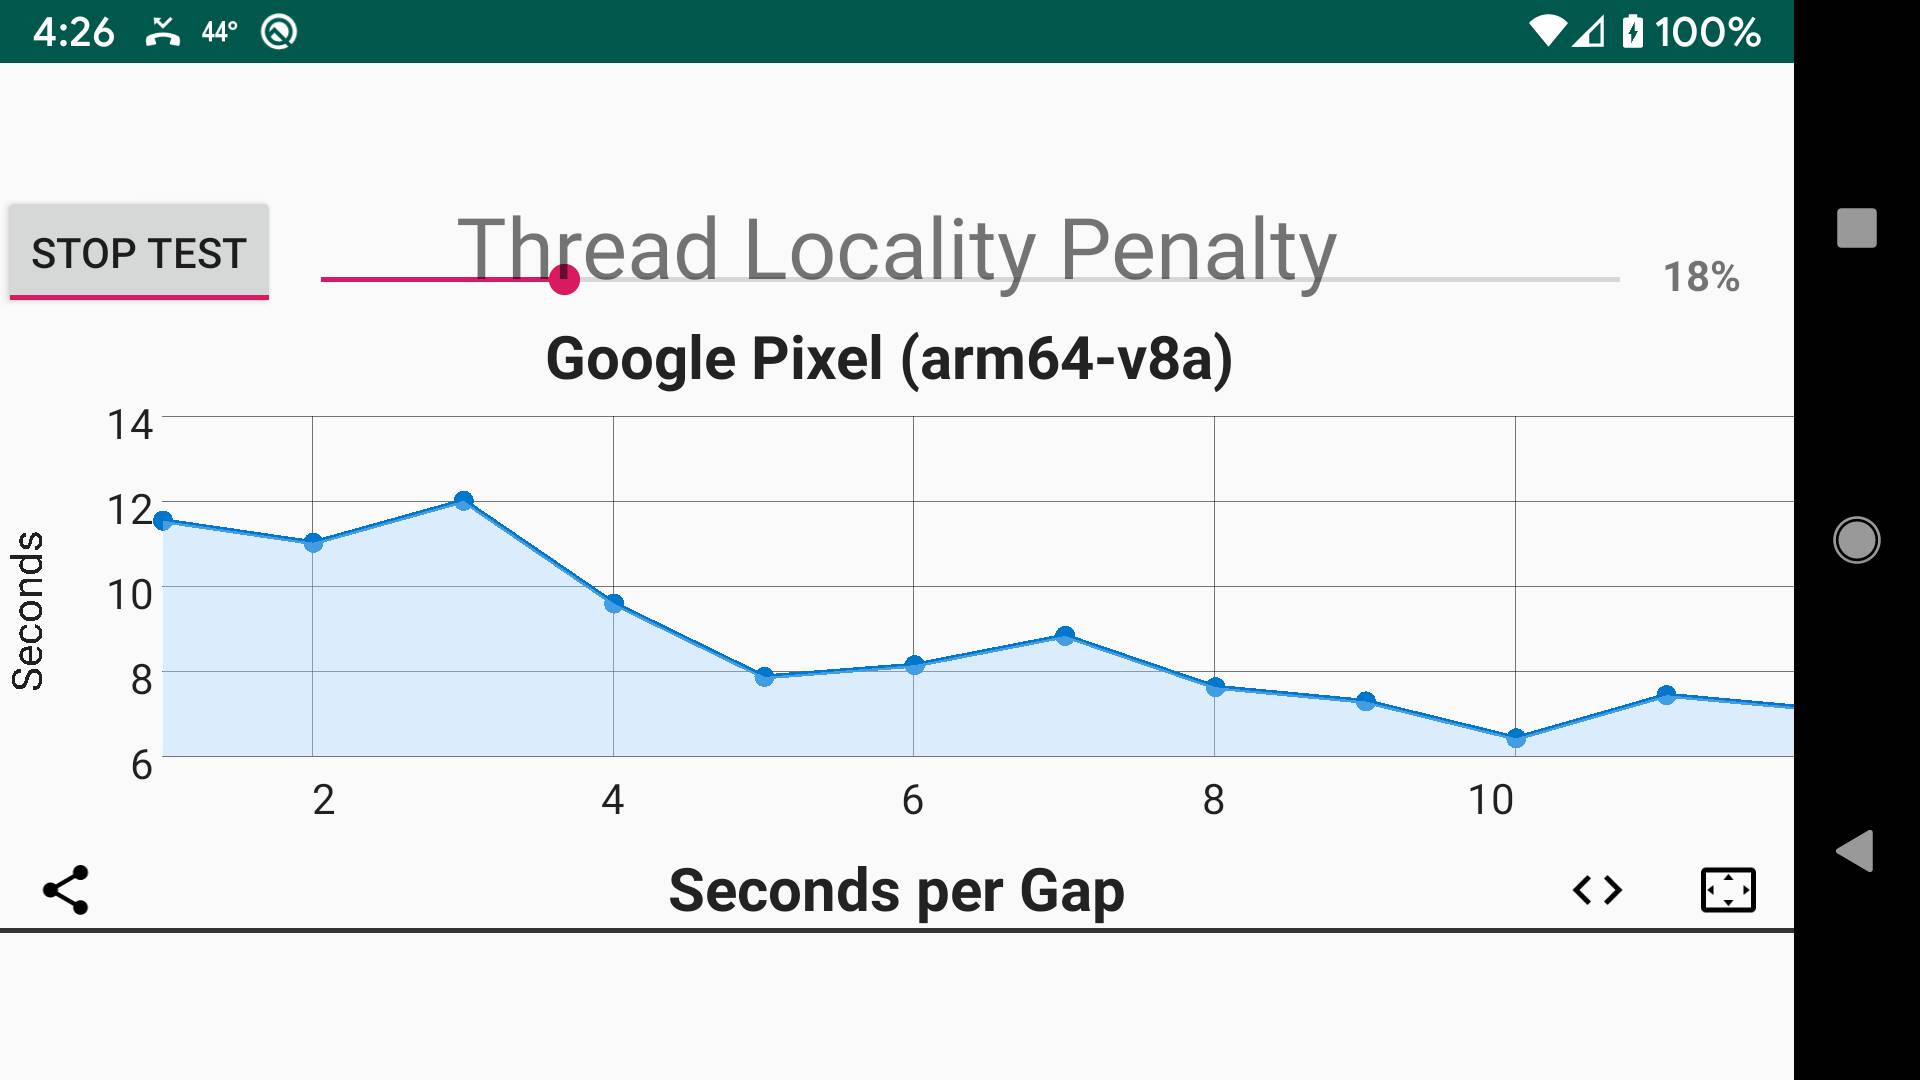 4:26 44° 100%
Thread Locality Penalty
STOP TEST
18%
Google Pixel (arm64-v8a)
14
12
10
8
6
Seconds
2 4 6 8 10
Seconds per Gap